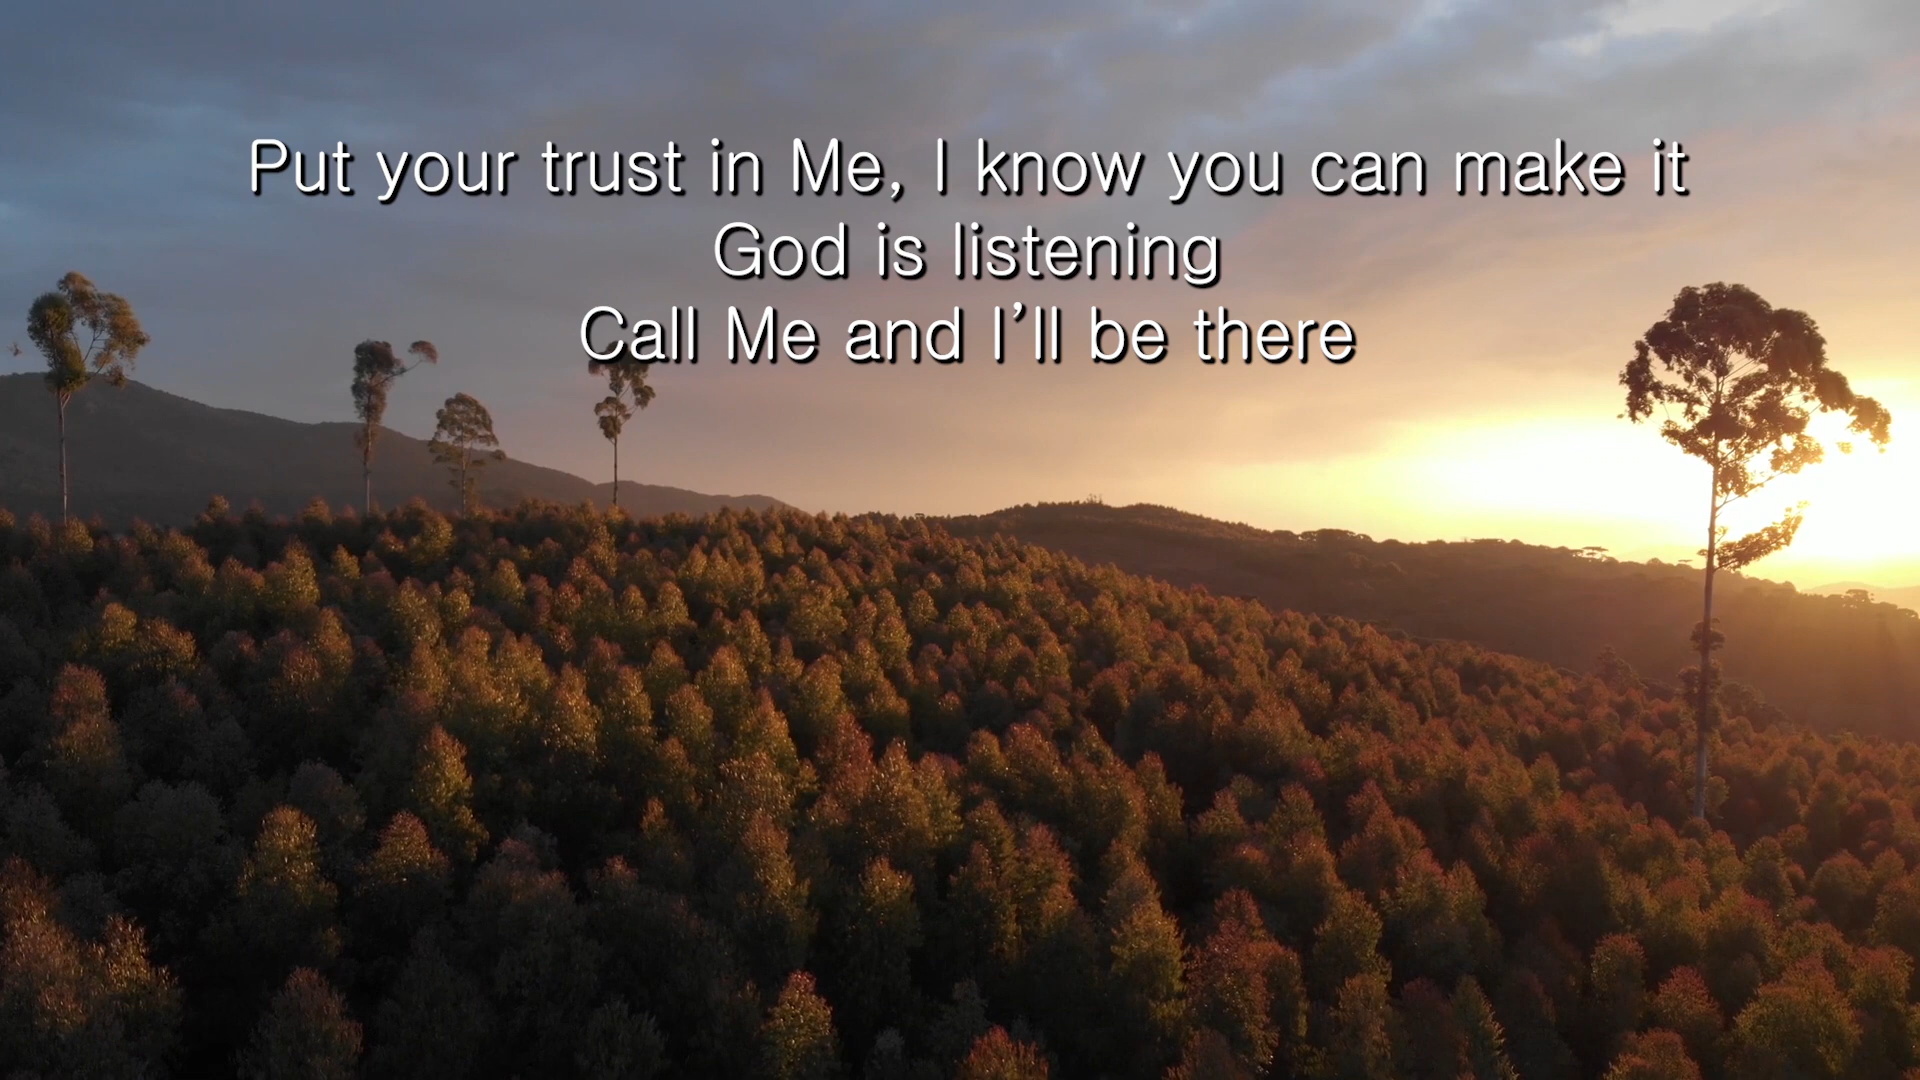 Put your trust in Me, I know you can make it
God is listening
Call Me and I’ll be there